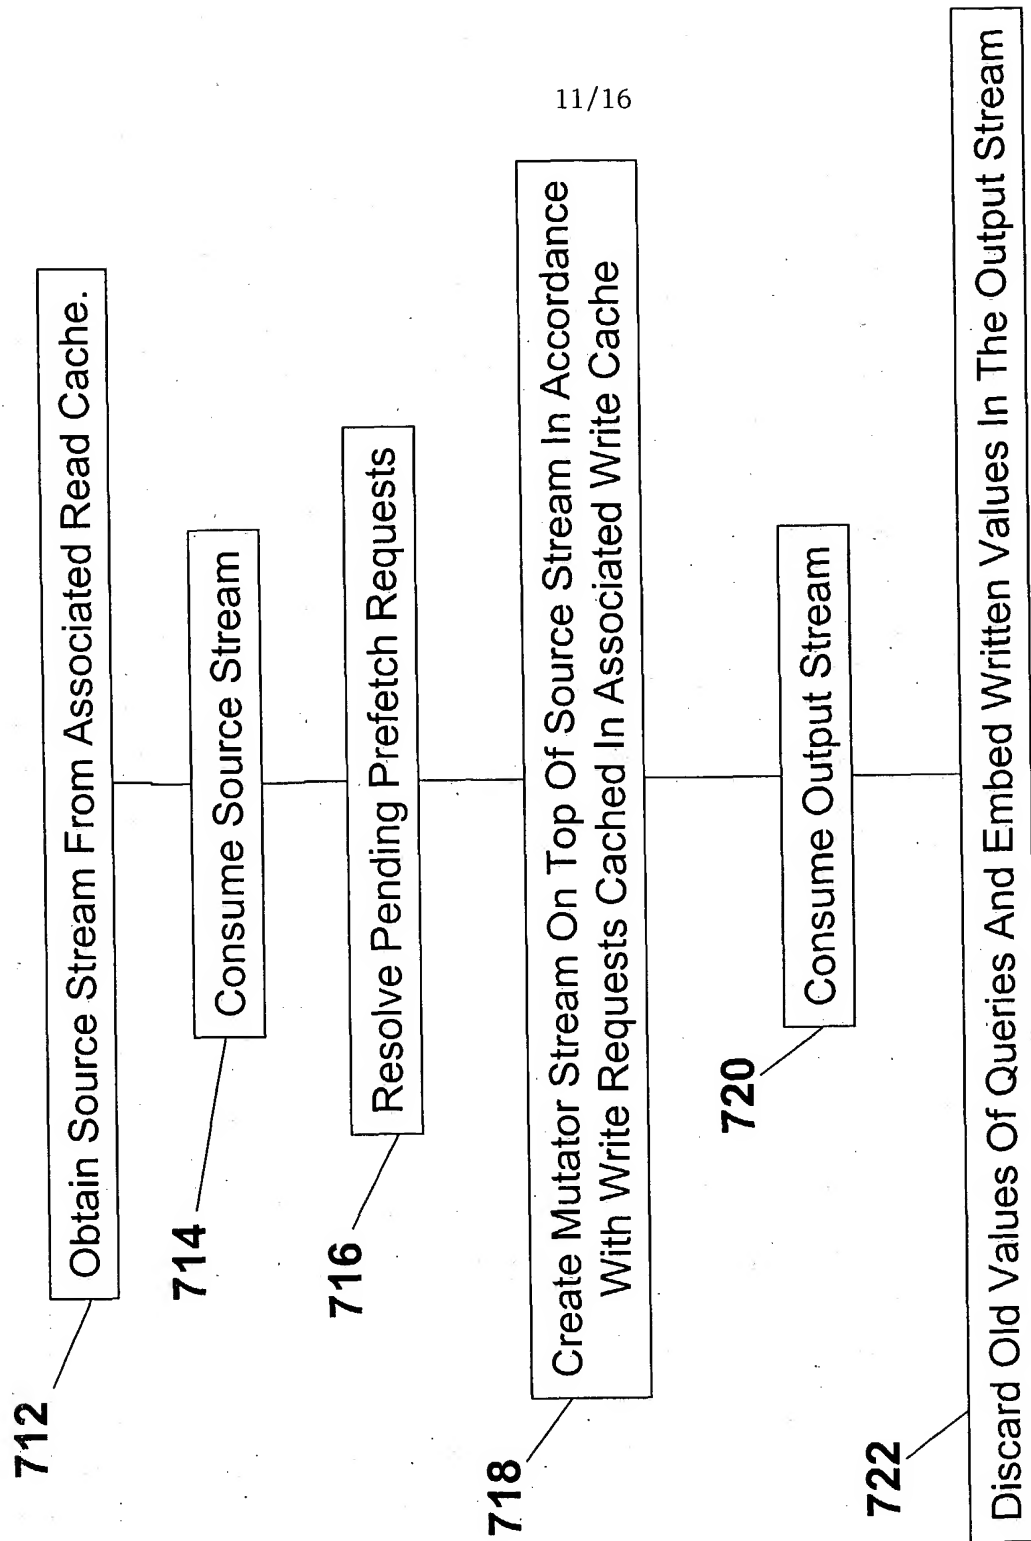 11/16
712
Obtain Source Stream From Associated Read Cache.
714
Consume Source Stream
716
Resolve Pending Prefetch Requests
718
Create Mutator Stream On Top Of Source Stream In Accordance
With Write Requests Cached In Associated Write Cache
720
Consume Output Stream
722
Discard Old Values Of Queries And Embed Written Values In The Output Stream